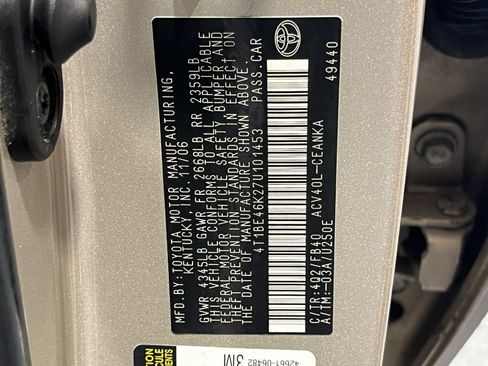 MFD.BY:TOYOTA MOTOR MANUFACTURING,
KENTUCKY, INC. 11/06
GVWR 4345LB GAWR FR 2668LB RR 2359LB
THIS VEHICLE CONFORMS TO ALL APPLICABLE
FEDERAL MOTOR VEHICLE SAFETY, BUMPER, AND
THEFT PREVENTION STANDARDS IN EFFECT ON
THE DATE OF MANUFACTURE SHOWN ABOVE.
4T1BE46K27U101453 PASS.CAR
C/TR:4Q2/FB40 ACV40L-CEANKA
A/TM:-03A/U250E 49440
42661-06482
3M